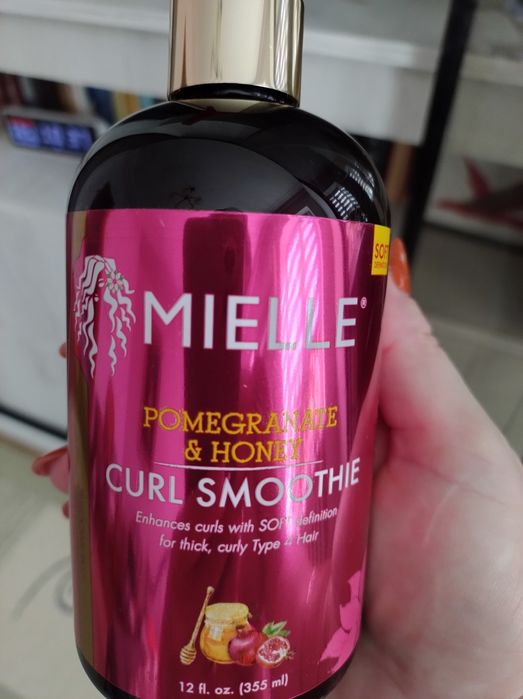 SOFT
MIELLE®
POMEGRANATE
& HONEY
CURL SMOOTHIE
Enhances curls with SOFT definition
for thick, curly Type 4 Hair
12 fl. oz. (355 ml)